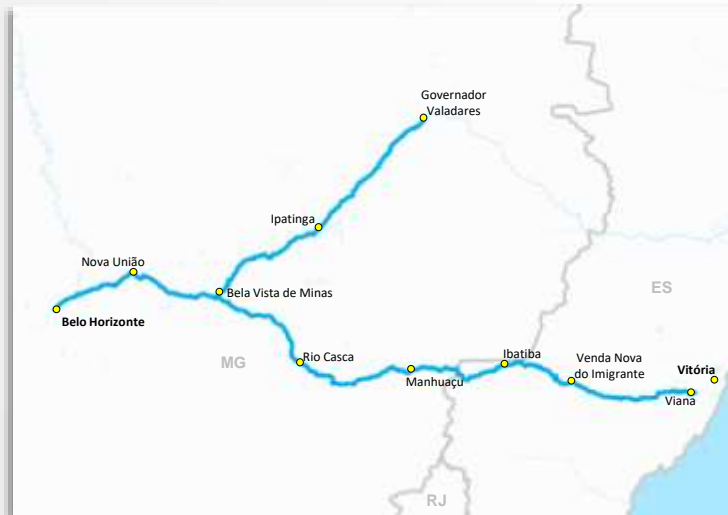 Governador
Valadares
Ipatinga
Nova União
Bela Vista de Minas
ES
Belo Horizonte
MG
Rio Casca
Ibatiba
Venda Nova
do Imigrante
Vitória
Manhuaçu
Viana
RJ